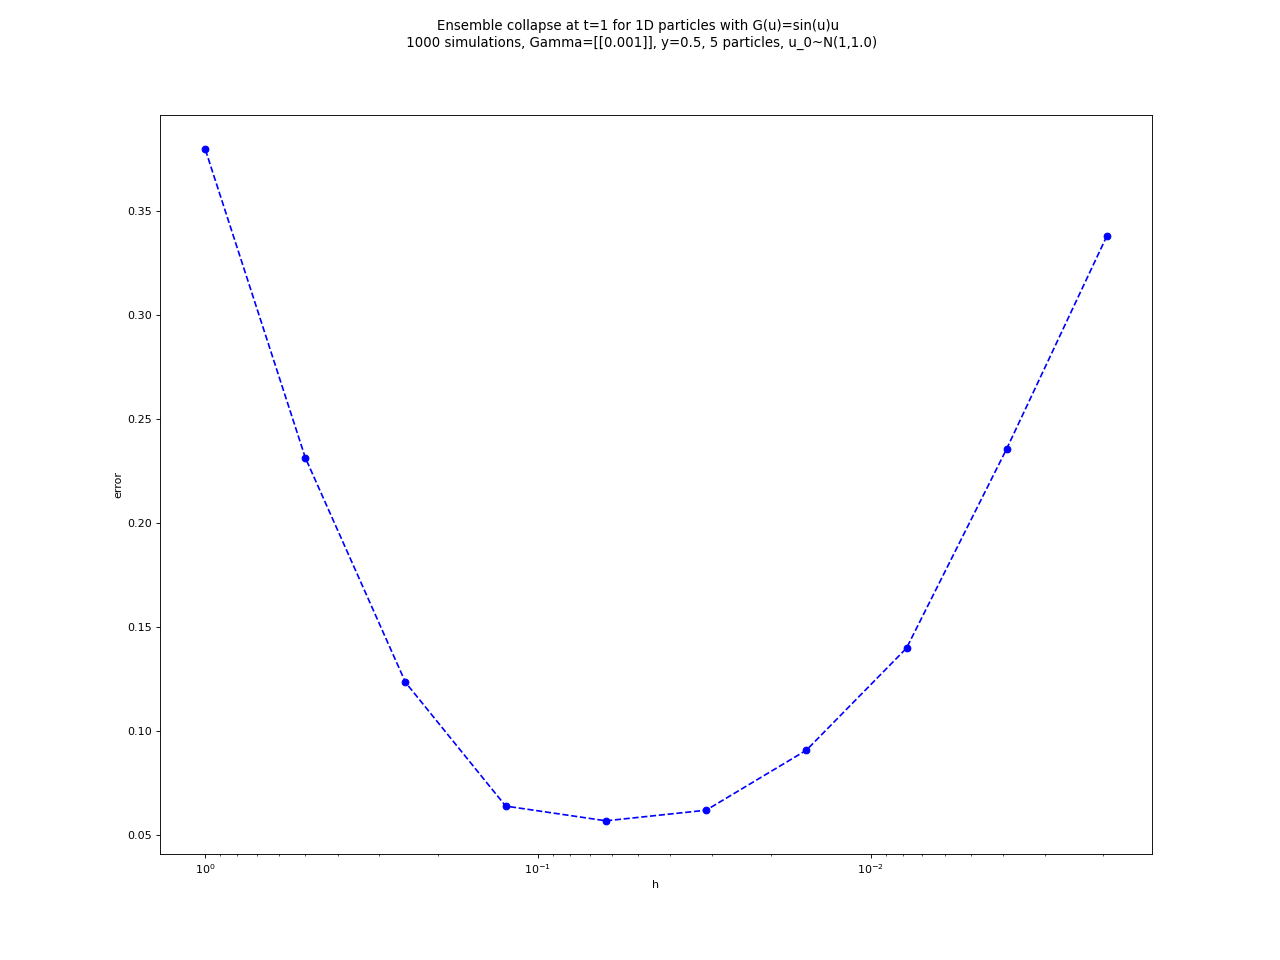 Ensemble collapse at t=1 for 1D particles with G(u)=sin(u)u
1000 simulations, Gamma=[[0.001]], y=0.5, 5 particles, u_0~N(1,1.0)
0.35
0.30
0.25
0.20
0.15
0.10
0.05
error
10⁰ 10⁻¹ 10⁻²
h